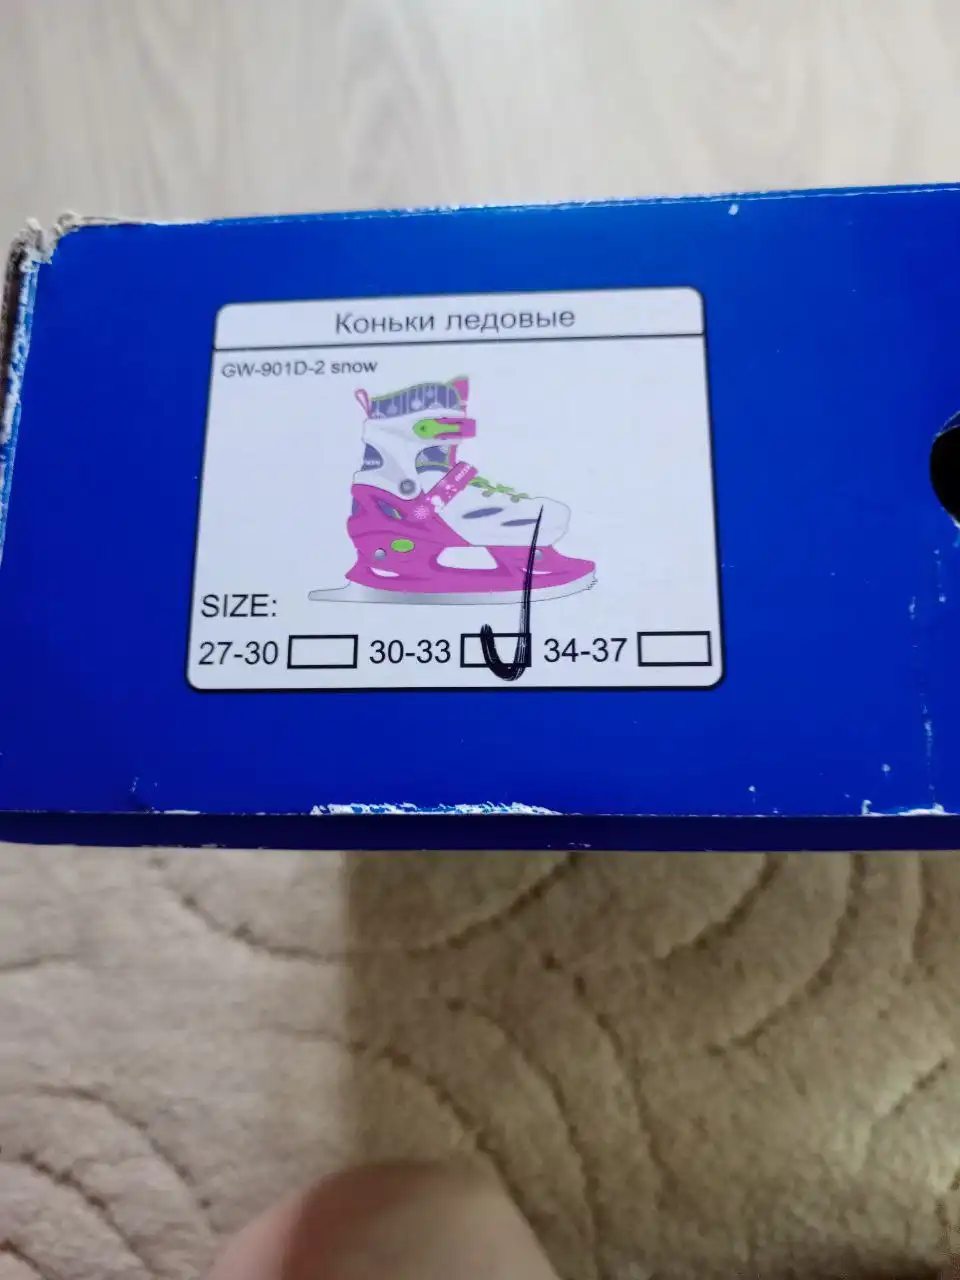 Коньки ледовые
GW-901D-2 snow
SIZE:
27-30 30-33 34-37